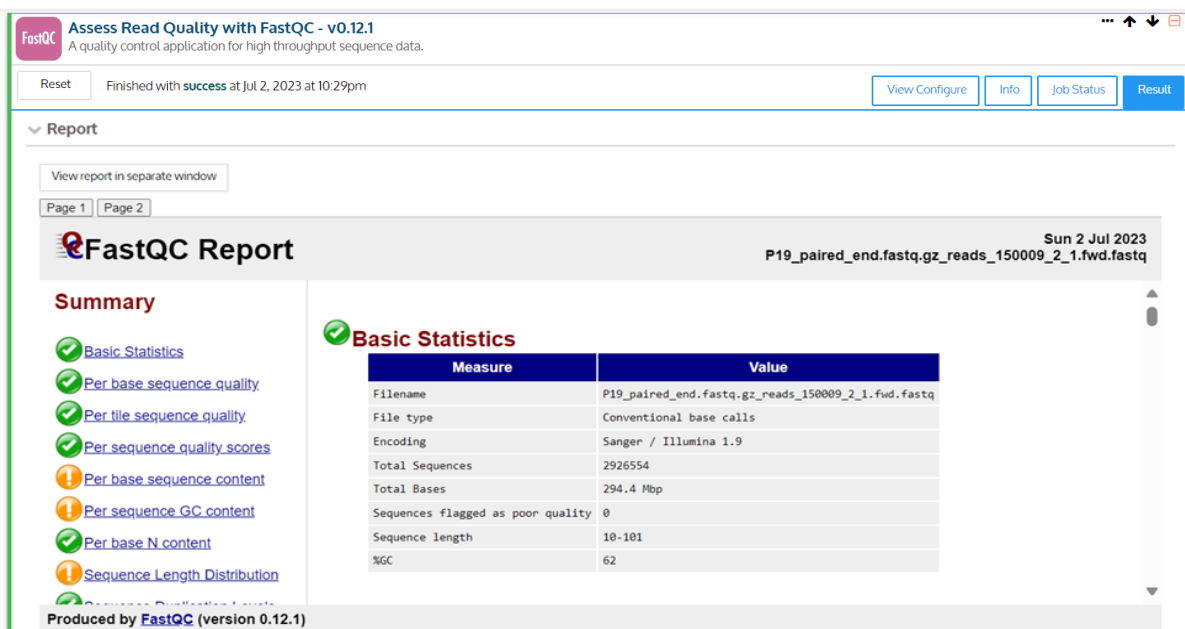 FastQC
Assess Read Quality with FastQC - v0.12.1
A quality control application for high throughput sequence data.
Reset
Finished with success at Jul 2, 2023 at 10:29pm
View Configure
Info
Job Status
Result
Report
View report in separate window
Page 1
Page 2
FastQC Report
Sun 2 Jul 2023
P19_paired_end.fastq.gz_reads_150009_2_1.fwd.fastq
Summary
Basic Statistics
Per base sequence quality
Per tile sequence quality
Per sequence quality scores
Per base sequence content
Per sequence GC content
Per base N content
Sequence Length Distribution
Sequence Duplication Levels
Basic Statistics
Measure Value
Filename P19_paired_end.fastq.gz_reads_150009_2_1.fwd.fastq
File type Conventional base calls
Encoding Sanger / Illumina 1.9
Total Sequences 2926554
Total Bases 294.4 Mbp
Sequences flagged as poor quality 0
Sequence length 10-101
%GC 62
Produced by FastQC (version 0.12.1)